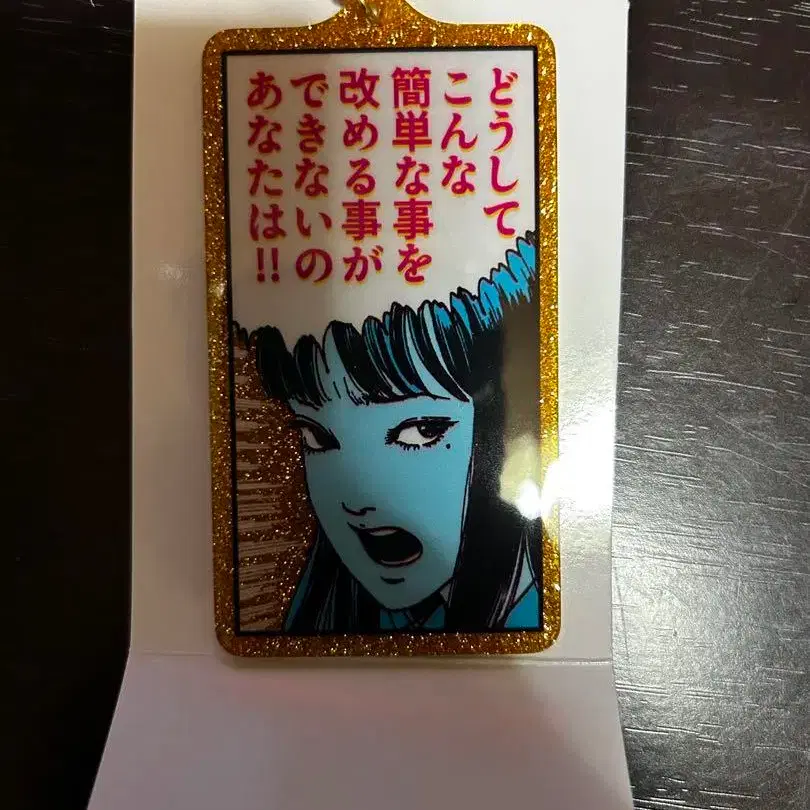 どうして
こんな
簡単な事を
改める事が
できないの
あなたは!!